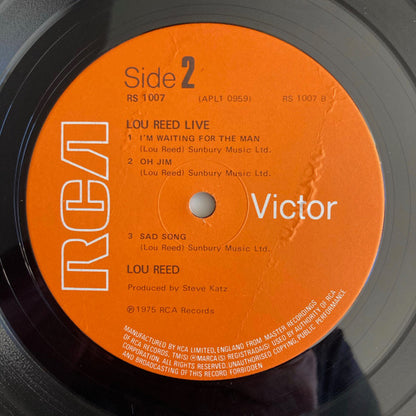 Side 2
RS 1007 (APL1 0959) RS 1007 B
LOU REED LIVE
1 I'M WAITING FOR THE MAN
(Lou Reed) Sunbury Music Ltd.
2 OH JIM
(Lou Reed) Sunbury Music Ltd.
RCA
Victor
3 SAD SONG
(Lou Reed) Sunbury Music Ltd.
LOU REED
Produced by Steve Katz
℗1975 RCA Records
MANUFACTURED BY RCA LIMITED, ENGLAND FROM MASTER RECORDINGS
OF RCA RECORDS. TM(S) ® MARCA(S) REGISTRADA(S) USED BY AUTHORITY OF RCA
ALL RIGHTS RESERVED. UNAUTHORISED COPYING, PUBLIC PERFORMANCE
AND BROADCASTING OF THIS RECORD FORBIDDEN